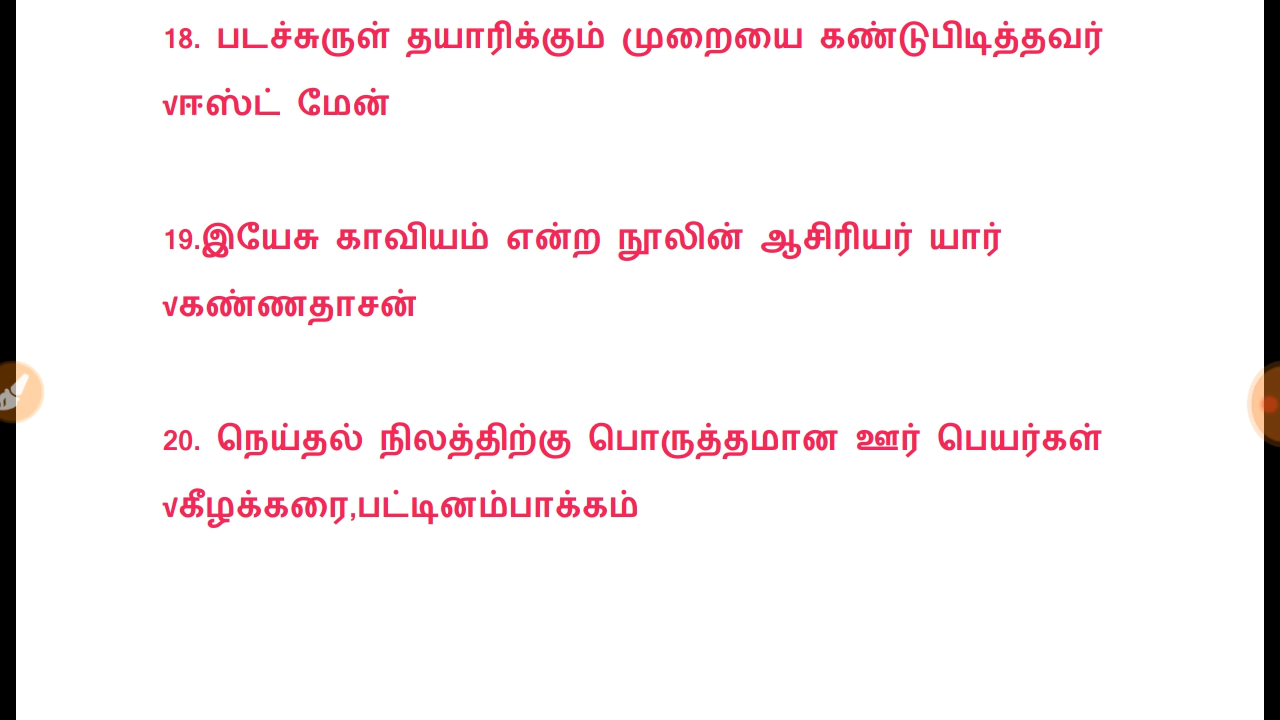 18. படச்சுருள் தயாரிக்கும் முறையை கண்டுபிடித்தவர்
√ஈஸ்ட் மேன்
19.இயேசு காவியம் என்ற நூலின் ஆசிரியர் யார்
√கண்ணதாசன்
20. நெய்தல் நிலத்திற்கு பொருத்தமான ஊர் பெயர்கள்
√கீழக்கரை,பட்டினம்பாக்கம்